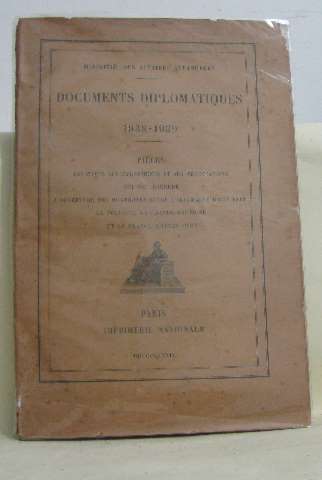 MINISTÈRE DES AFFAIRES ÉTRANGÈRES
DOCUMENTS DIPLOMATIQUES
1938-1939
PIÈCES
RELATIVES AUX ÉVÉNEMENTS ET AUX NÉGOCIATIONS
QUI ONT PRÉCÉDÉ
L'OUVERTURE DES HOSTILITÉS ENTRE L'ALLEMAGNE D'UNE PART
LA POLOGNE, LA GRANDE-BRETAGNE
ET LA FRANCE D'AUTRE PART
PARIS
IMPRIMERIE NATIONALE